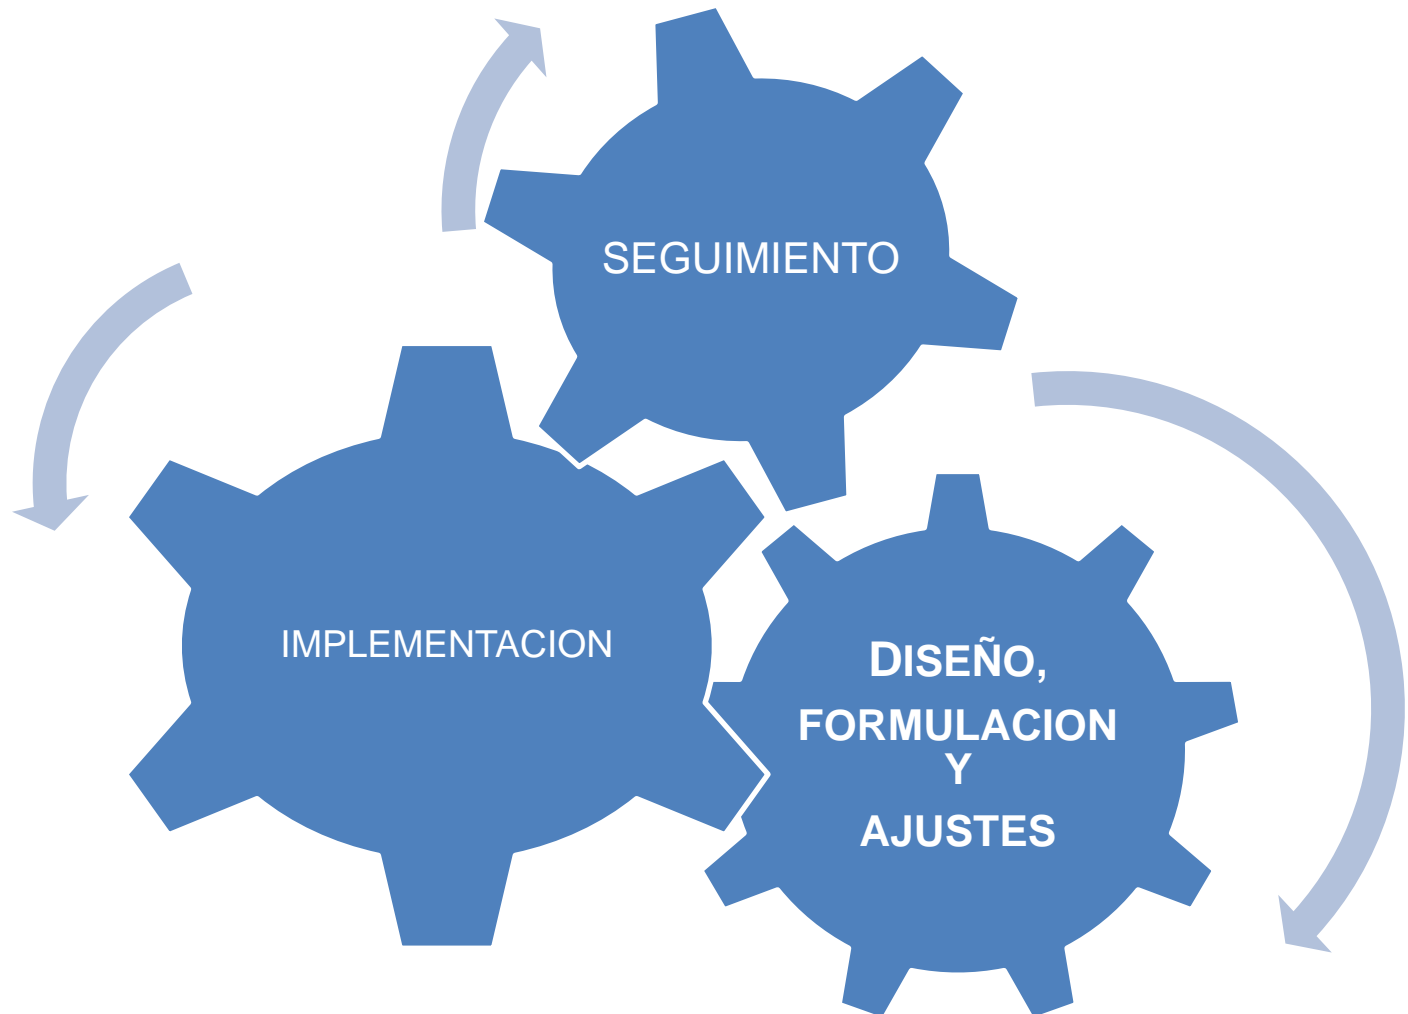 SEGUIMIENTO
IMPLEMENTACION
DISEÑO,
FORMULACION
Y
AJUSTES